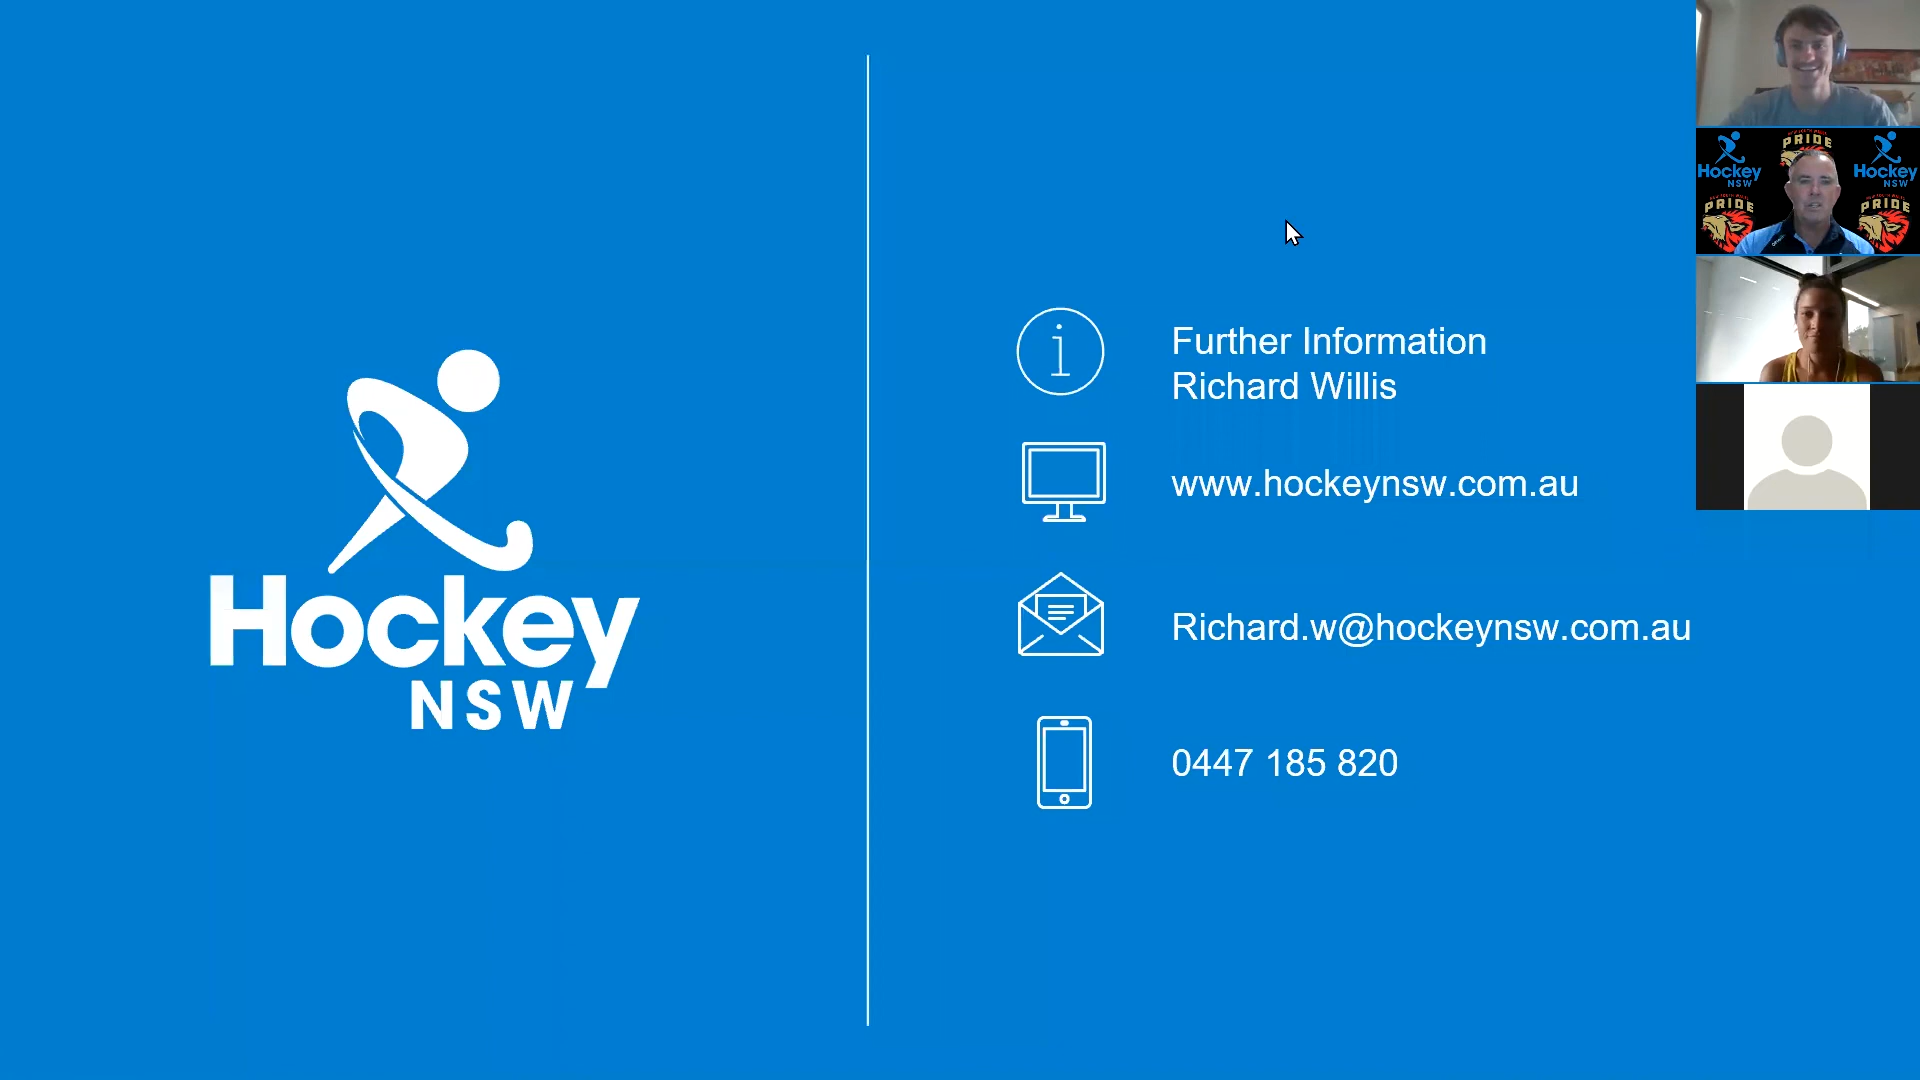 Hockey
NSW
Further Information
Richard Willis
www.hockeynsw.com.au
Richard.w@hockeynsw.com.au
0447 185 820
PRIDE
Hockey
NSW
Hockey
NSW
PRIDE
PRIDE